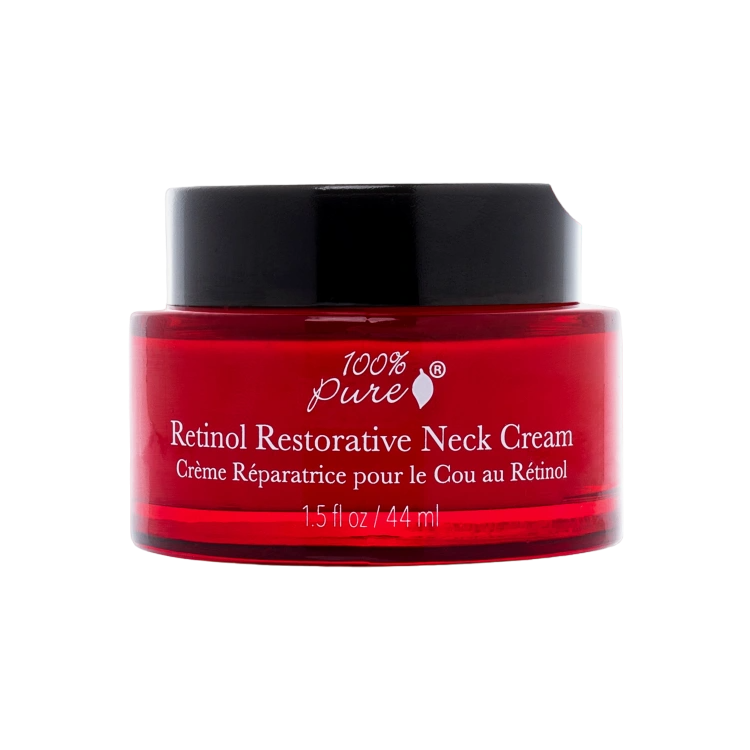 100%
pure®
Retinol Restorative Neck Cream
Crème Réparatrice pour le Cou au Rétinol
1.5 fl oz / 44 ml